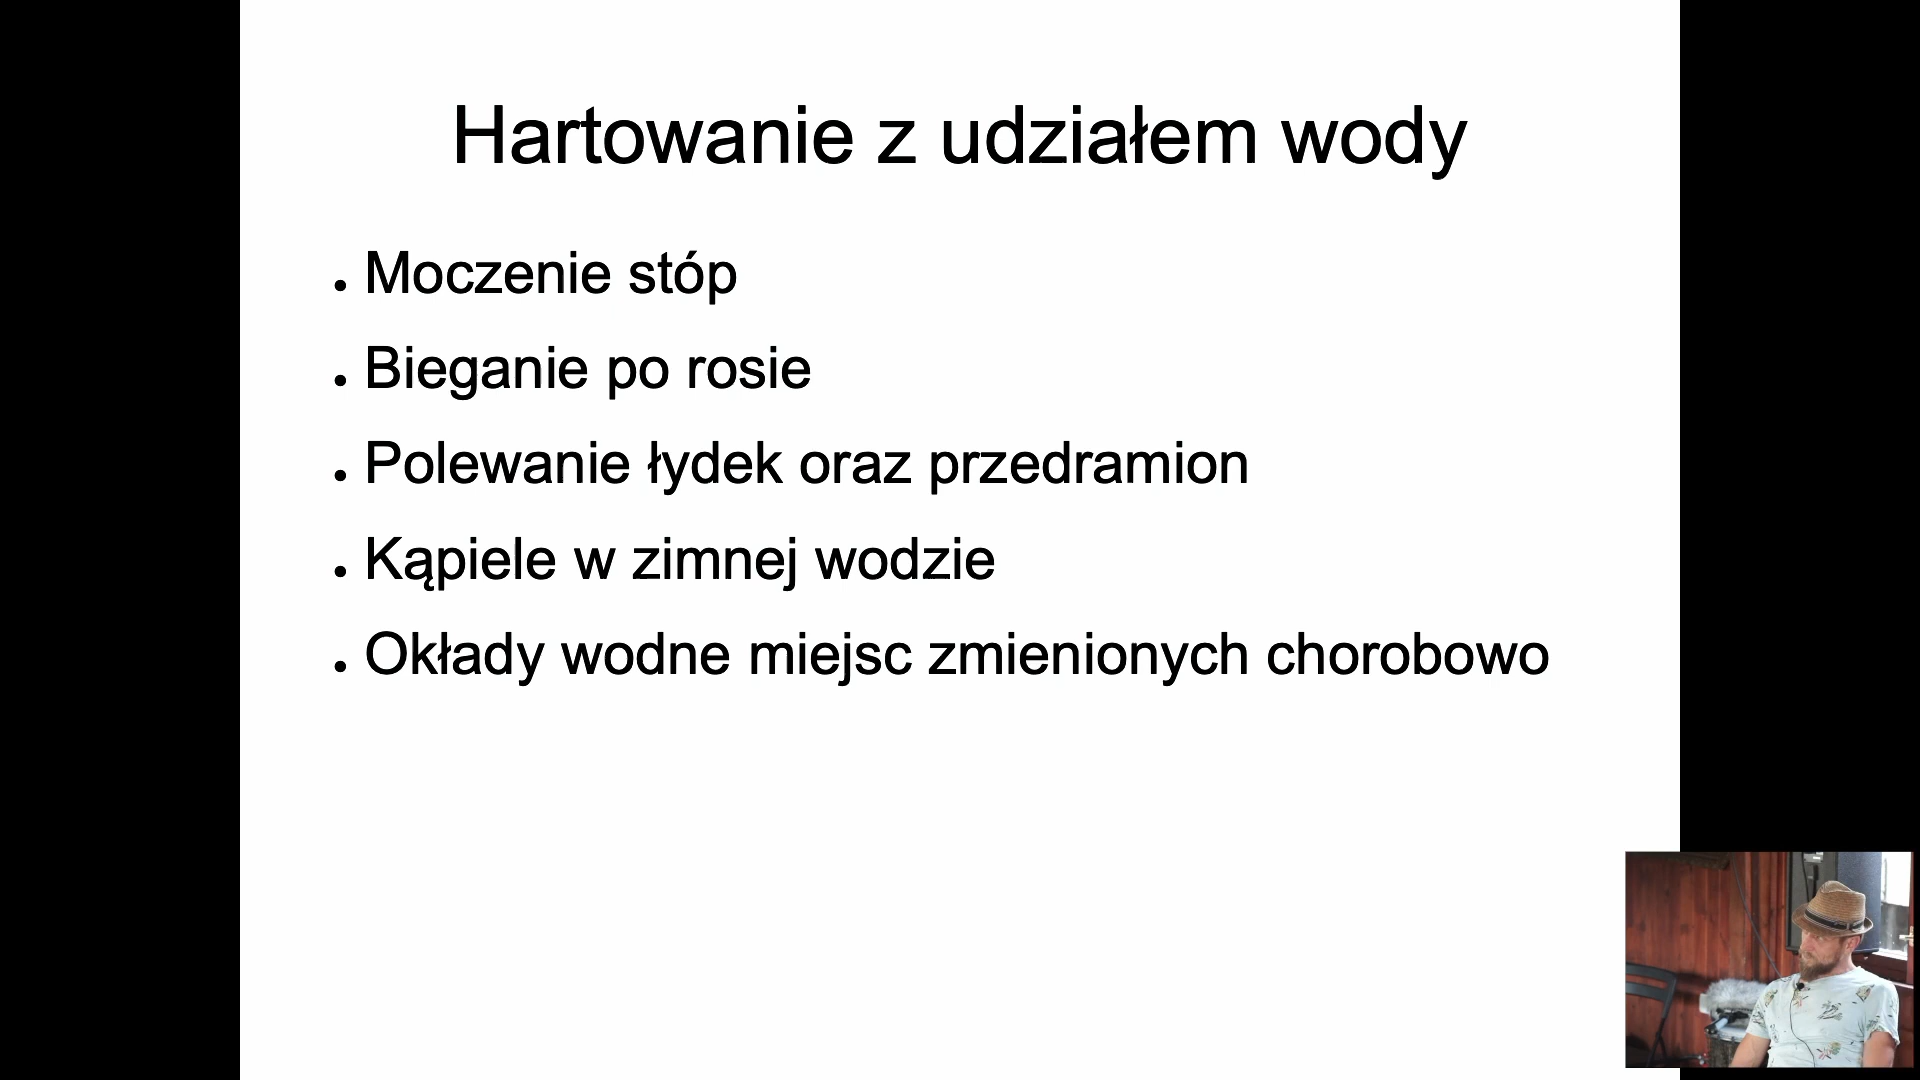 Hartowanie z udziałem wody
• Moczenie stóp
• Bieganie po rosie
• Polewanie łydek oraz przedramion
• Kąpiele w zimnej wodzie
• Okłady wodne miejsc zmienionych chorobowo